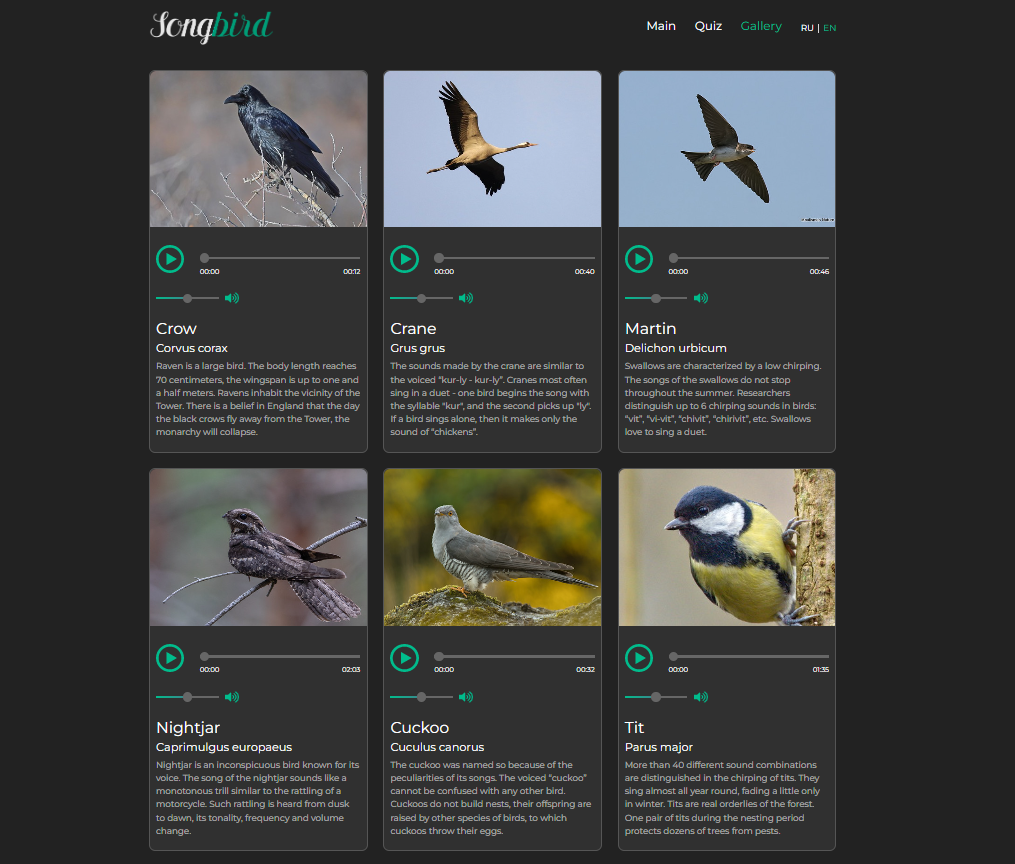 Songbird
Main Quiz Gallery RU | EN
00:00 00:12
Crow
Corvus corax
Raven is a large bird. The body length reaches
70 centimeters, the wingspan is up to one and
a half meters. Ravens inhabit the vicinity of the
Tower. There is a belief in England that the day
the black crows fly away from the Tower, the
monarchy will collapse.
00:00 00:40
Crane
Grus grus
The sounds made by the crane are similar to
the voiced “kur-ly - kur-ly”. Cranes most often
sing in a duet - one bird begins the song with
the syllable "kur", and the second picks up "ly".
If a bird sings alone, then it makes only the
sound of “chickens”.
00:00 00:46
Martin
Delichon urbicum
Swallows are characterized by a low chirping.
The songs of the swallows do not stop
throughout the summer. Researchers
distinguish up to 6 chirping sounds in birds:
“vit”, “vi-vit”, “chivit”, “chirivit”, etc. Swallows
love to sing a duet.
00:00 02:03
Nightjar
Caprimulgus europaeus
Nightjar is an inconspicuous bird known for its
voice. The song of the nightjar sounds like a
monotonous trill similar to the rattling of a
motorcycle. Such rattling is heard from dusk
to dawn, its tonality, frequency and volume
change.
00:00 00:32
Cuckoo
Cuculus canorus
The cuckoo was named so because of the
peculiarities of its songs. The voiced “cuckoo”
cannot be confused with any other bird.
Cuckoos do not build nests, their offspring are
raised by other species of birds, to which
cuckoos throw their eggs.
00:00 01:35
Tit
Parus major
More than 40 different sound combinations
are distinguished in the chirping of tits. They
sing almost all year round, fading a little only
in winter. Tits are real orderlies of the forest.
One pair of tits during the nesting period
protects dozens of trees from pests.